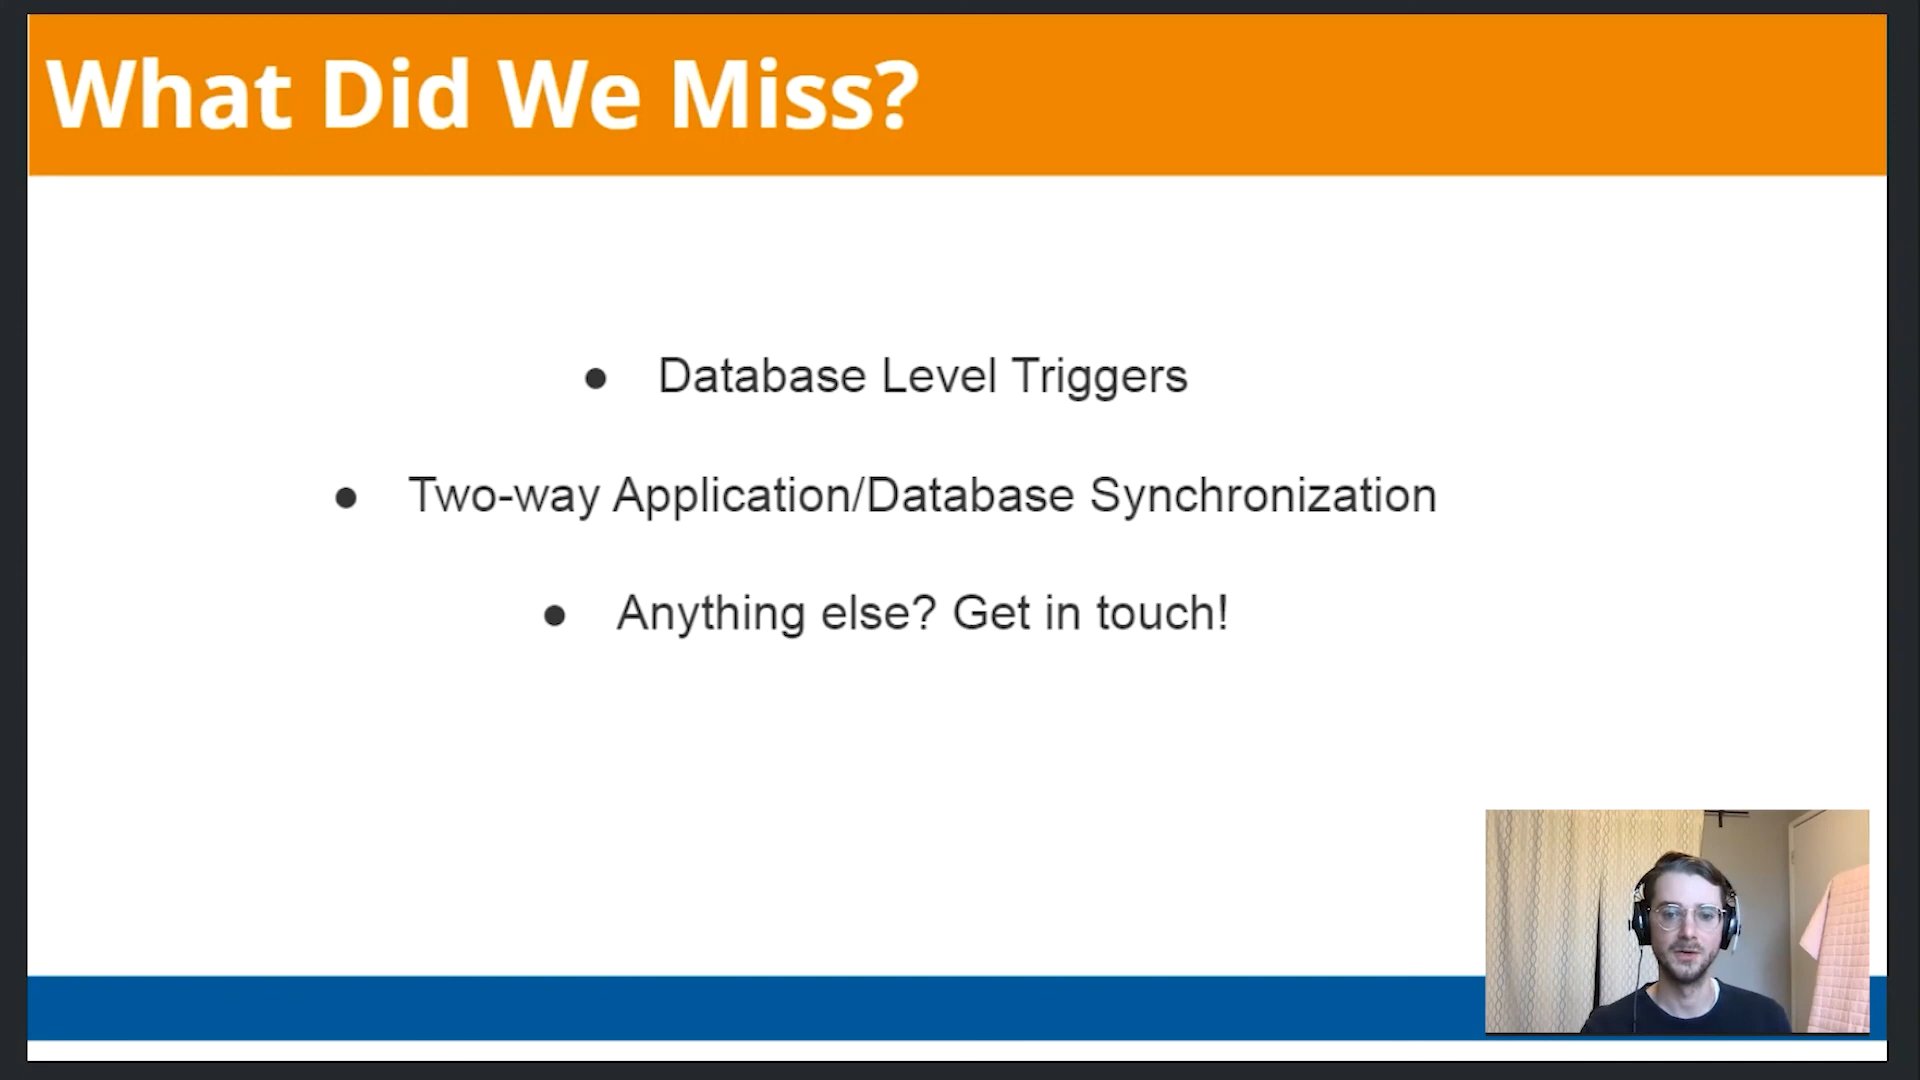 What Did We Miss?
● Database Level Triggers
● Two-way Application/Database Synchronization
● Anything else? Get in touch!